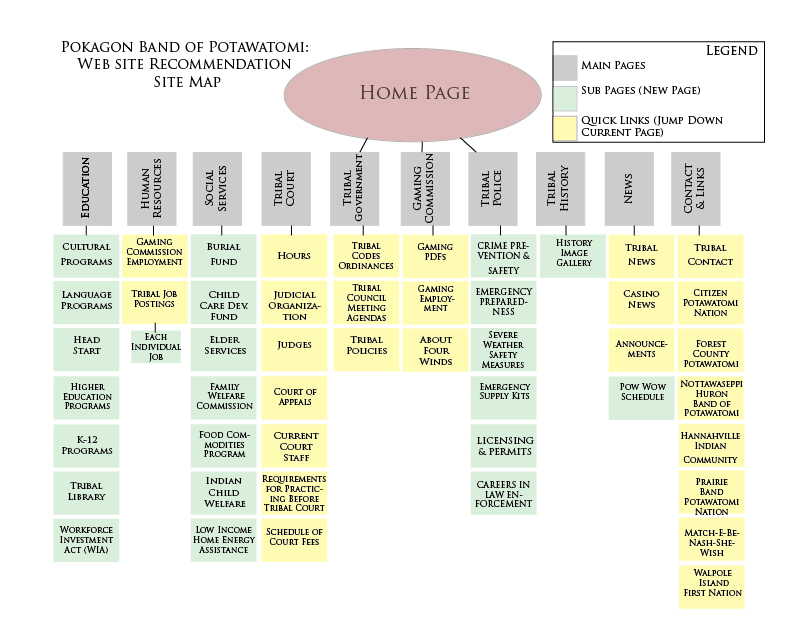 Pokagon Band of Potawatomi:
Web site Recommendation
Site Map
Home Page
Legend
Main Pages
Sub Pages (New Page)
Quick Links (Jump Down
Current Page)
Education
Human
Resources
Social
Services
Tribal
Court
Tribal
Government
Gaming
Commission
Tribal
Police
Tribal
History
News
Contact
& Links
Cultural
Programs
Language
Programs
Head
Start
Higher
Education
Programs
K-12
Programs
Tribal
Library
Workforce
Investment
Act (WIA)
Gaming
Commission
Employment
Tribal Job
Postings
Each
Individual
Job
Burial
Fund
Child
Care Dev.
Fund
Elder
Services
Family
Welfare
Commission
Food Com-
modities
Program
Indian
Child
Welfare
Low Income
Home Energy
Assistance
Hours
Judicial
Organiza-
tion
Judges
Court of
Appeals
Current
Court
Staff
Requirements
for Practic-
ing Before
Tribal Court
Schedule of
Court Fees
Tribal
Codes
Ordinances
Tribal
Council
Meeting
Agendas
Tribal
Policies
Gaming
PDFs
Gaming
Employ-
ment
About
Four
Winds
Crime Pre-
vention &
Safety
Emergency
Prepared-
ness
Severe
Weather
Safety
Measures
Emergency
Supply Kits
Licensing
& Permits
Careers in
Law En-
forcement
History
Image
Gallery
Tribal
News
Casino
News
Announce-
ments
Pow Wow
Schedule
Tribal
Contact
Citizen
Potawatomi
Nation
Forest
County
Potawatomi
Nottawaseppi
Huron
Band of
Potawatomi
Hannahville
Indian
Community
Prairie
Band
Potawatomi
Nation
Match-E-Be-
Nash-She-
Wish
Walpole
Island
First Nation